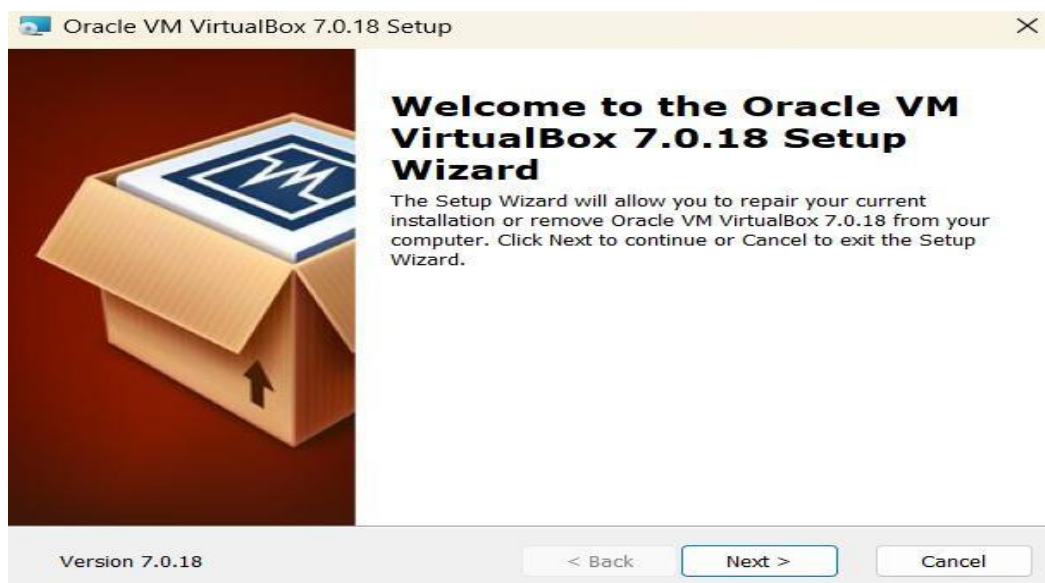 Oracle VM VirtualBox 7.0.18 Setup
Welcome to the Oracle VM
VirtualBox 7.0.18 Setup
Wizard
The Setup Wizard will allow you to repair your current
installation or remove Oracle VM VirtualBox 7.0.18 from your
computer. Click Next to continue or Cancel to exit the Setup
Wizard.
Version 7.0.18
< Back
Next >
Cancel